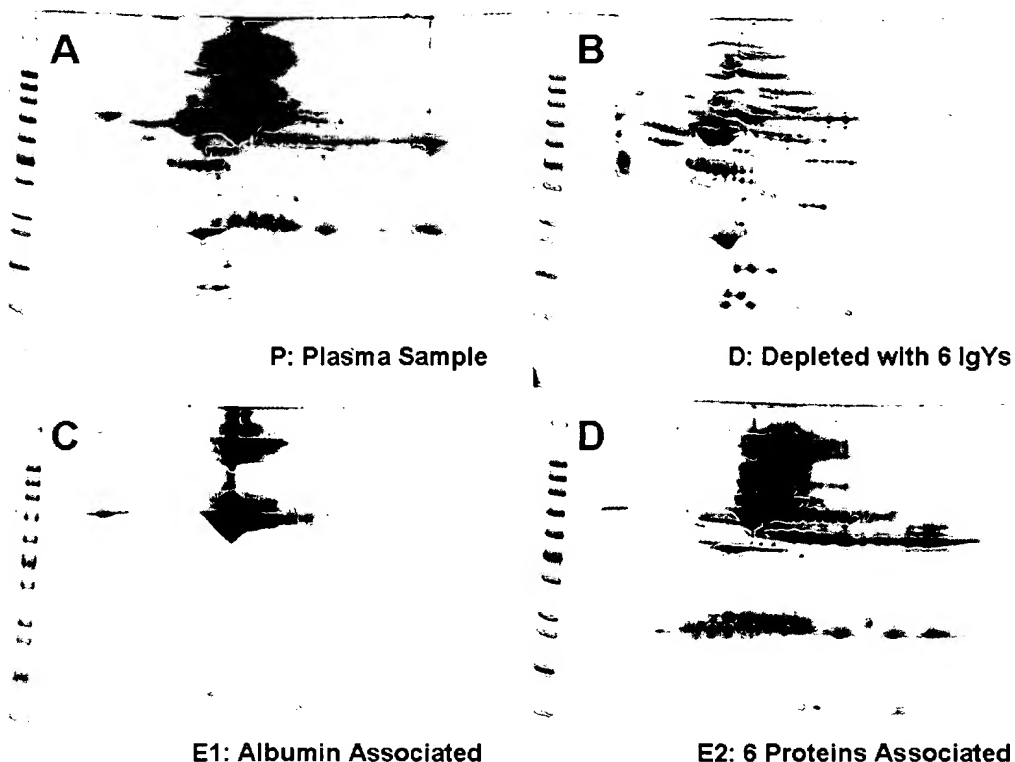 A
B
P: Plasma Sample
D: Depleted with 6 IgYs
C
D
E1: Albumin Associated
E2: 6 Proteins Associated